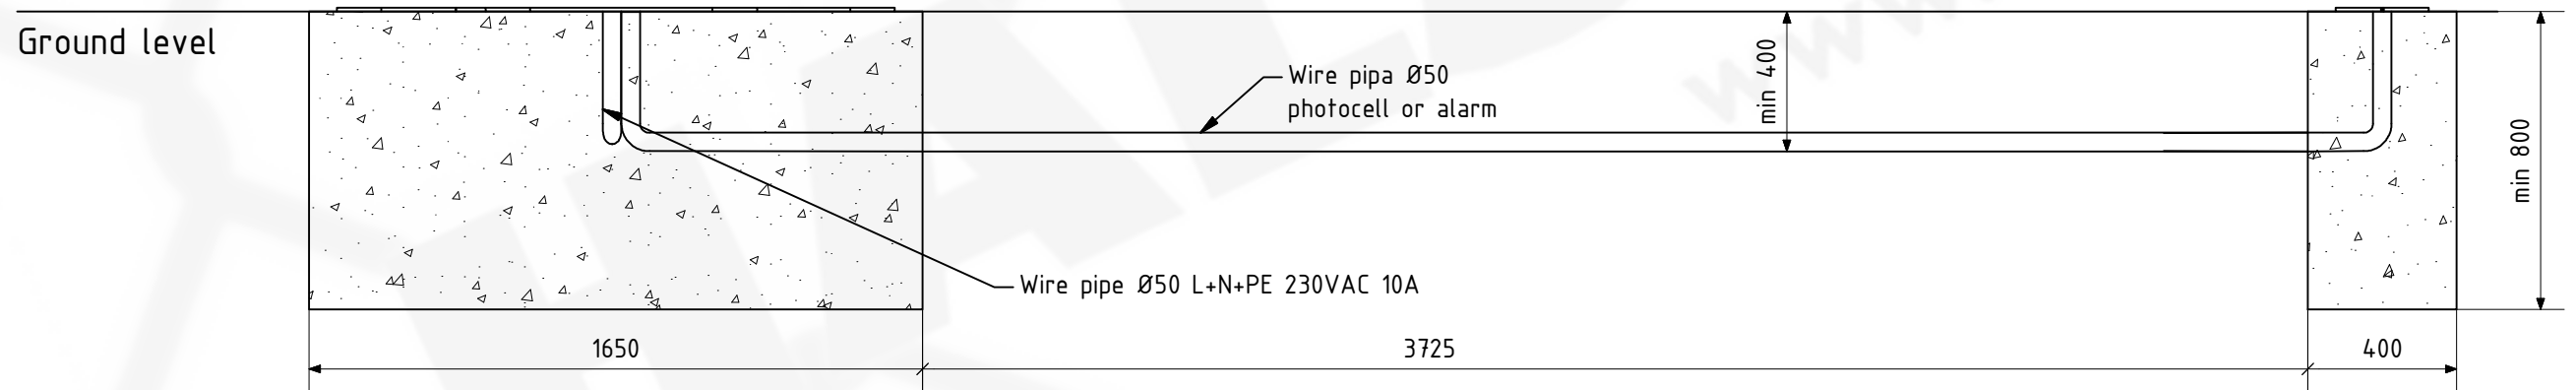 Ground level
Wire pipa Ø50
photocell or alarm
min 400
min 800
Wire pipe Ø50 L+N+PE 230VAC 10A
1650
3725
400
www